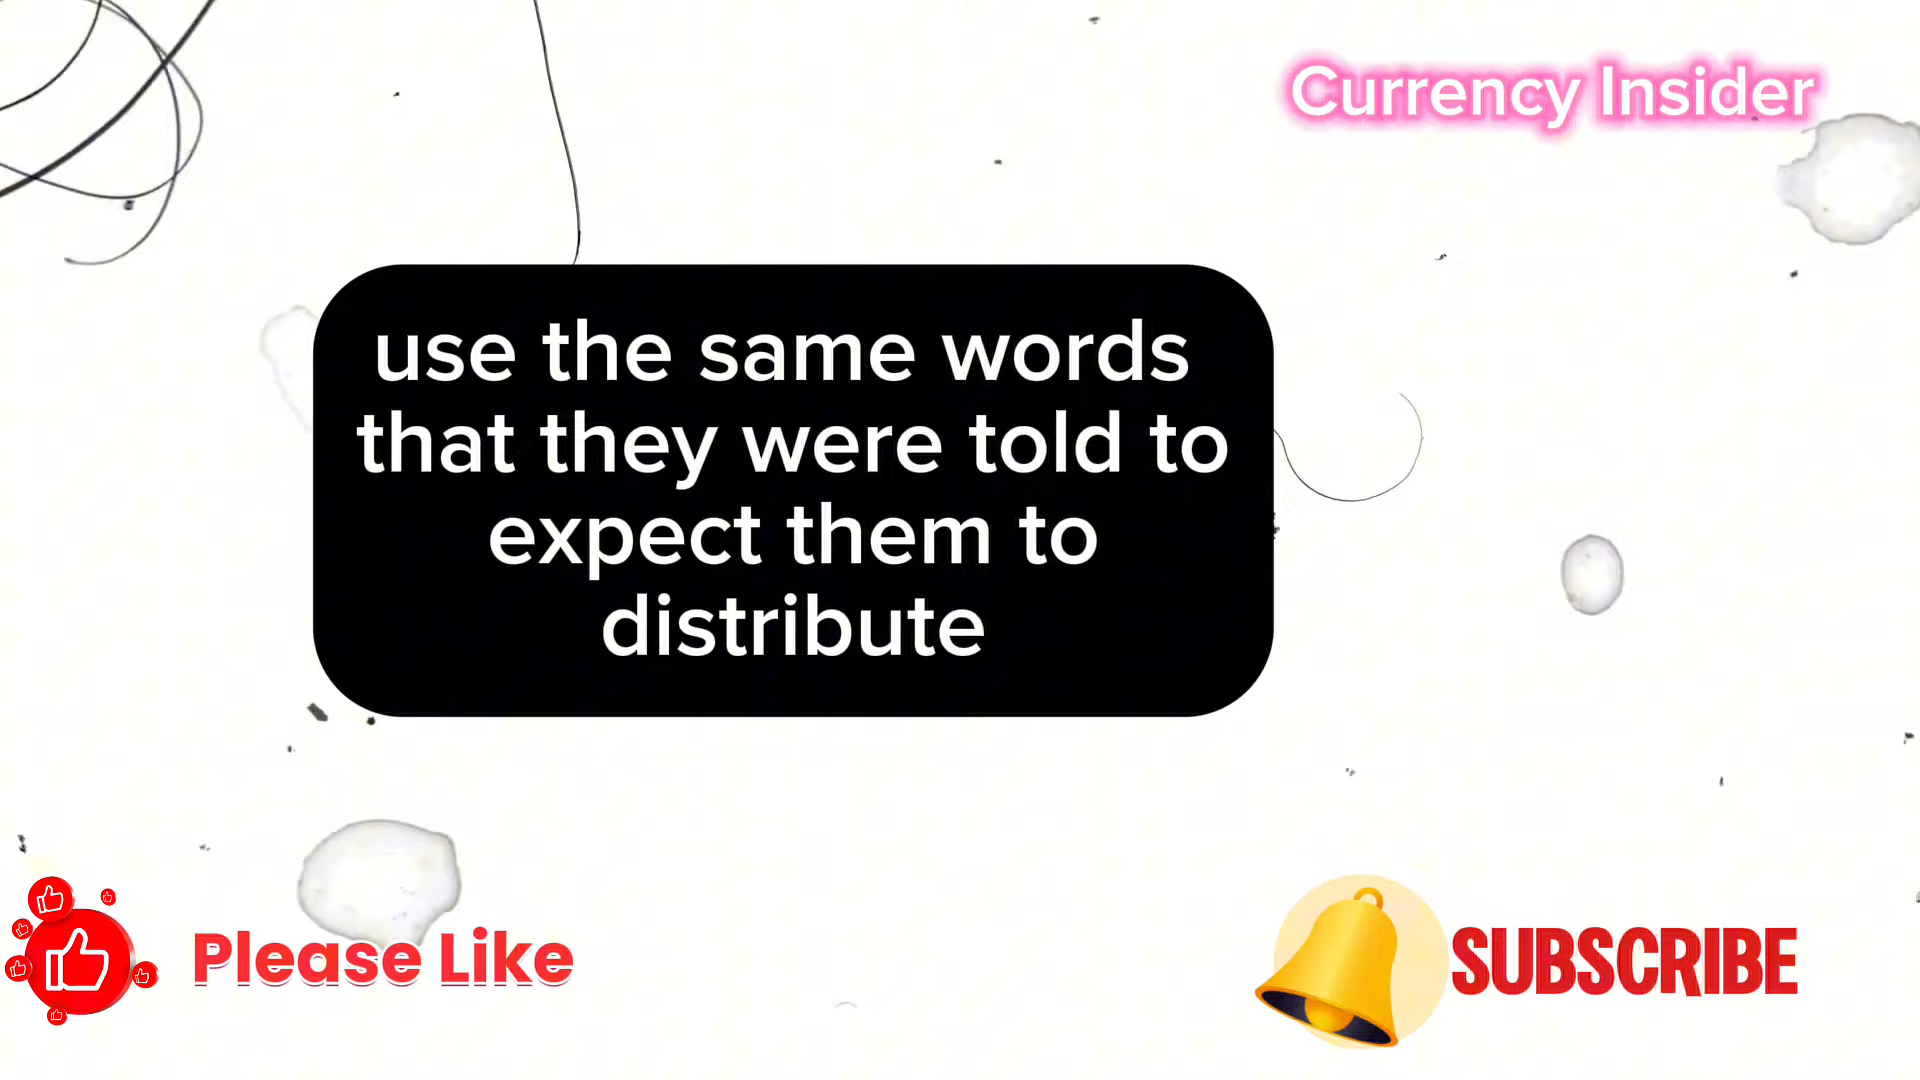 Currency Insider
use the same words
that they were told to
expect them to
distribute
Please Like
SUBSCRIBE